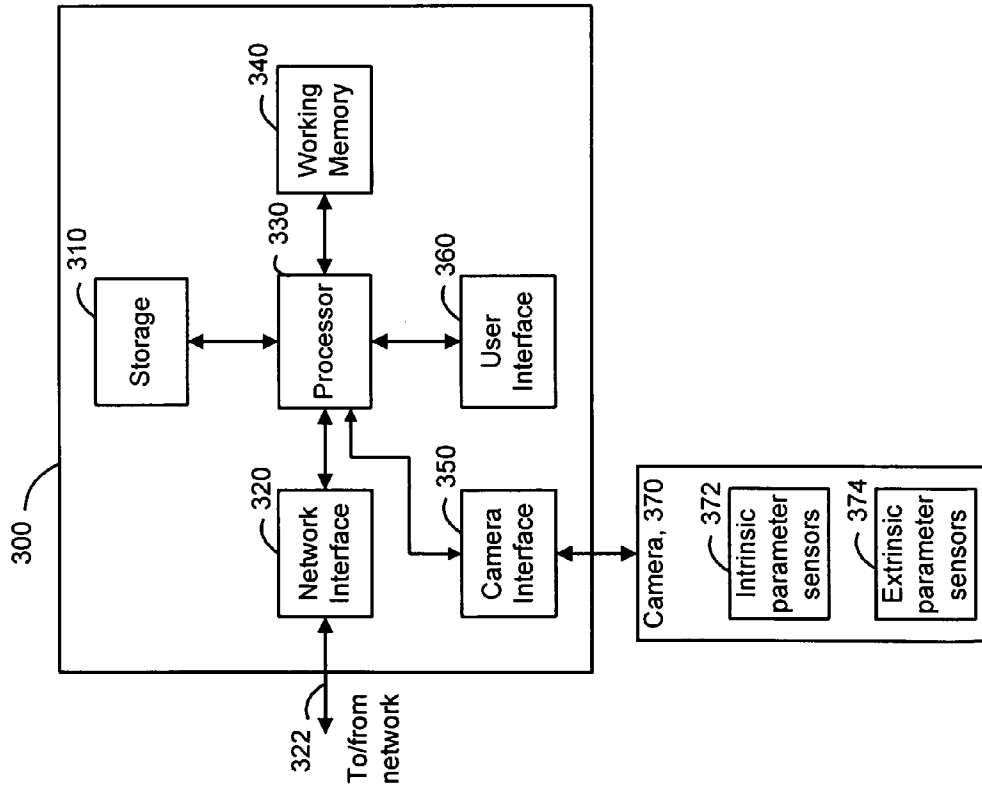 300
310
Storage
320
Network
Interface
322
To/from
network
330
Processor
340
Working
Memory
350
Camera
Interface
360
User
Interface
Camera, 370
372
Intrinsic
parameter
sensors
374
Extrinsic
parameter
sensors